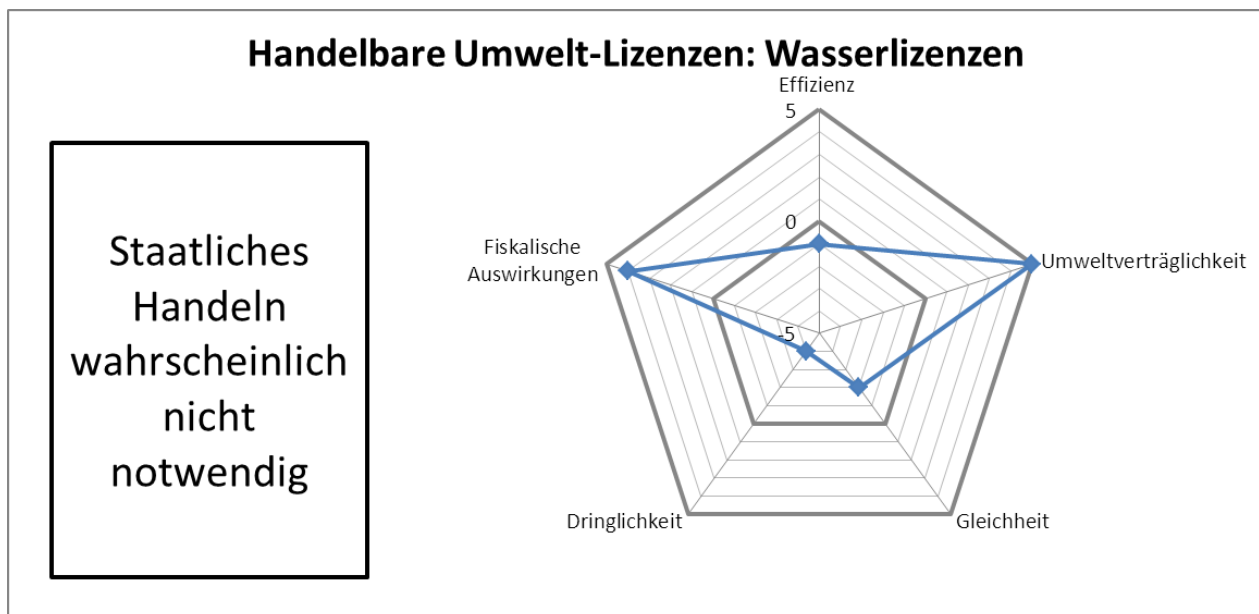 Handelbare Umwelt-Lizenzen: Wasserlizenzen
Staatliches
Handeln
wahrscheinlich
nicht
notwendig
Effizienz
5
0
-5
Umweltverträglichkeit
Gleichheit
Dringlichkeit
Fiskalische
Auswirkungen